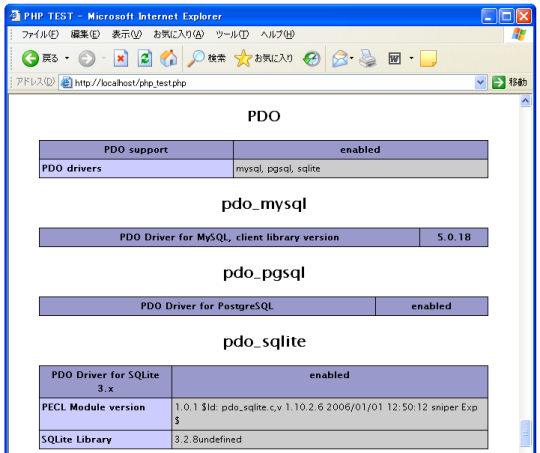 PHP TEST - Microsoft Internet Explorer
ファイル(F) 編集(E) 表示(V) お気に入り(A) ツール(T) ヘルプ(H)
戻る 検索 お気に入り
アドレス(D) http://localhost/php_test.php 移動
PDO
PDO support enabled
PDO drivers mysql, pgsql, sqlite
pdo_mysql
PDO Driver for MySQL, client library version 5.0.18
pdo_pgsql
PDO Driver for PostgreSQL enabled
pdo_sqlite
PDO Driver for SQLite
3.x
enabled
PECL Module version 1.0.1 $Id: pdo_sqlite.c,v 1.10.2.6 2006/01/01 12:50:12 sniper Exp
$
SQLite Library 3.2.8undefined